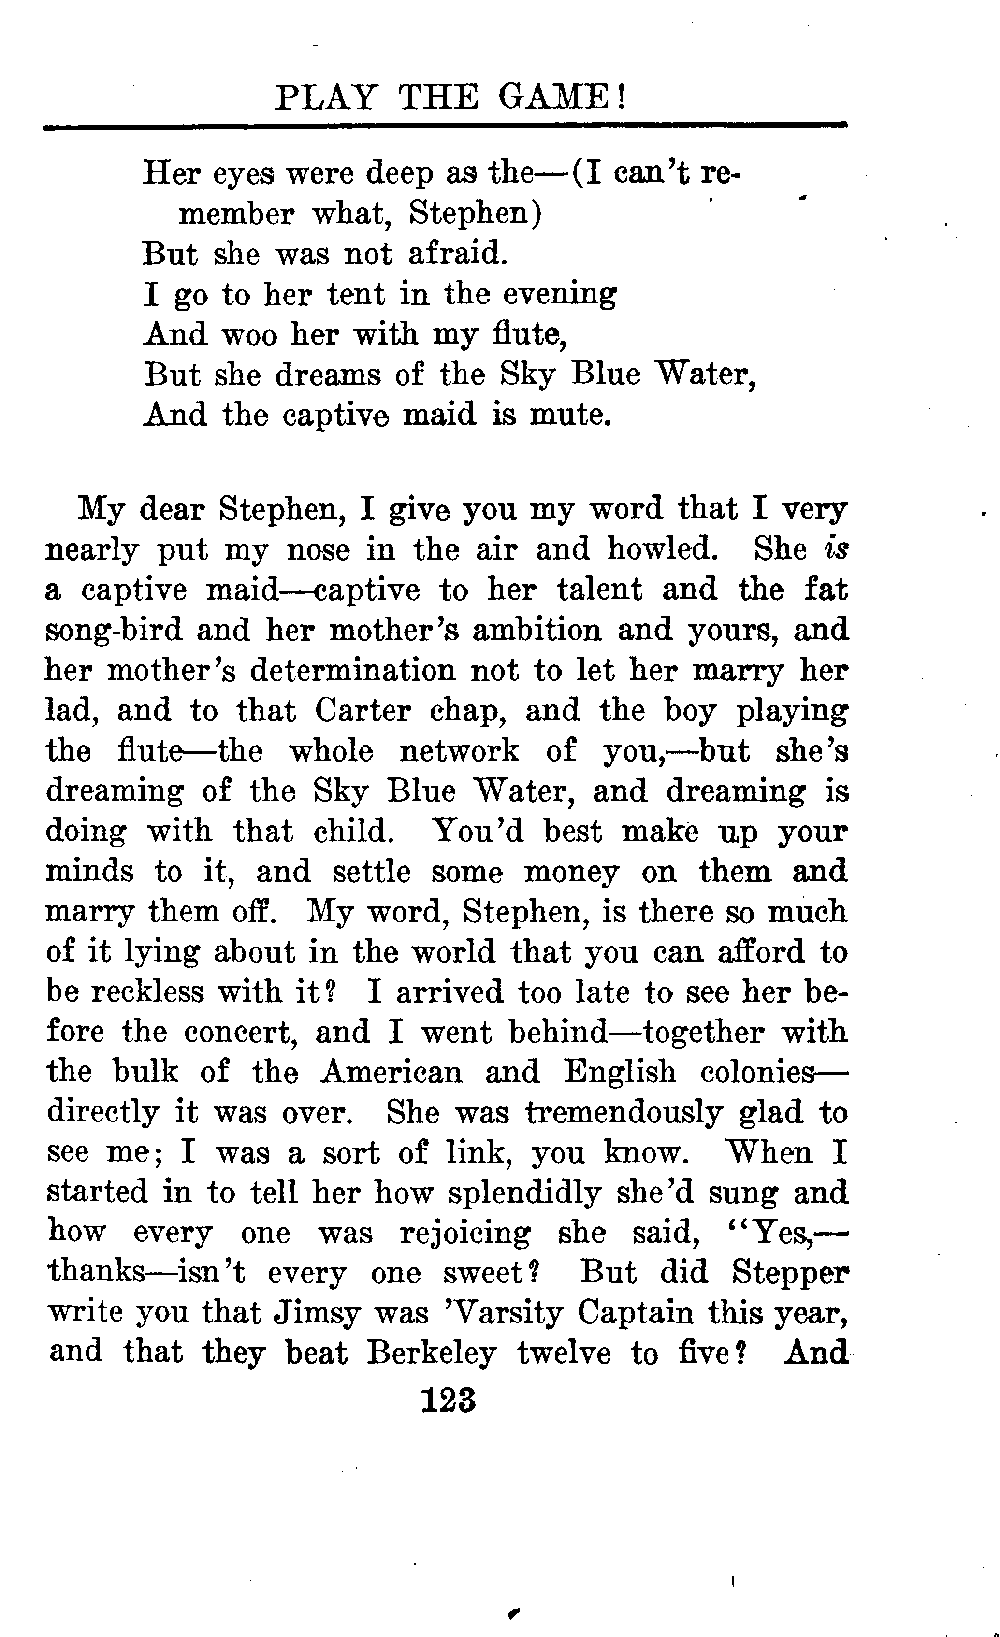 PLAY THE GAME!
Her eyes were deep as the—(I can't re-
member what, Stephen)
But she was not afraid.
I go to her tent in the evening
And woo her with my flute,
But she dreams of the Sky Blue Water,
And the captive maid is mute.
My dear Stephen, I give you my word that I very
nearly put my nose in the air and howled. She is
a captive maid—captive to her talent and the fat
song-bird and her mother's ambition and yours, and
her mother's determination not to let her marry her
lad, and to that Carter chap, and the boy playing
the flute—the whole network of you,—but she's
dreaming of the Sky Blue Water, and dreaming is
doing with that child. You'd best make up your
minds to it, and settle some money on them and
marry them off. My word, Stephen, is there so much
of it lying about in the world that you can afford to
be reckless with it? I arrived too late to see her be-
fore the concert, and I went behind—together with
the bulk of the American and English colonies—
directly it was over. She was tremendously glad to
see me; I was a sort of link, you know. When I
started in to tell her how splendidly she'd sung and
how every one was rejoicing she said, "Yes,—
thanks—isn't every one sweet? But did Stepper
write you that Jimsy was 'Varsity Captain this year,
and that they beat Berkeley twelve to five? And
123